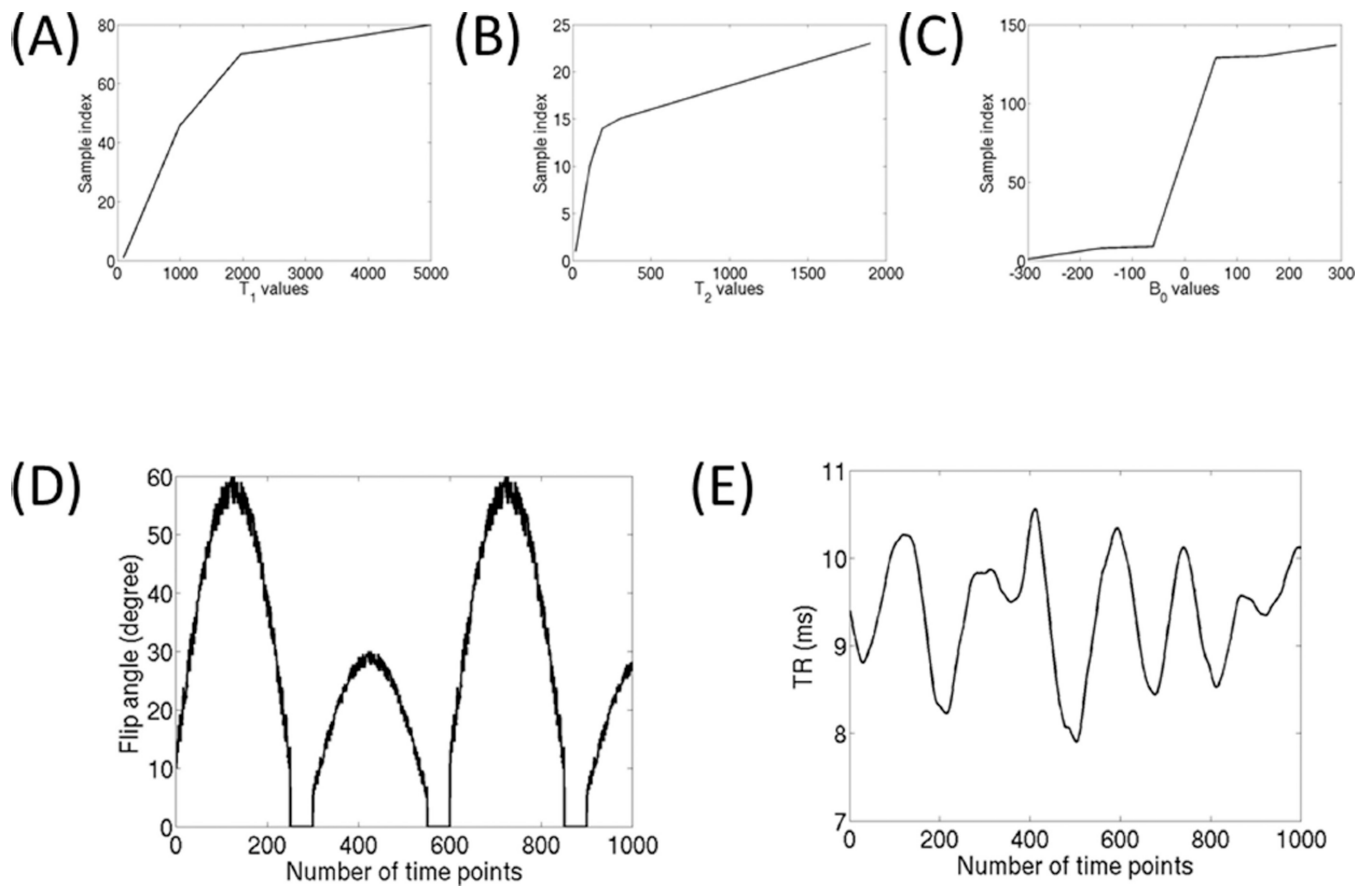 (A)
80
60
40
20
0
Sample index
0 1000 2000 3000 4000 5000
T1 values
(B)
25
20
15
10
5
0
Sample index
0 500 1000 1500 2000
T2 values
(C)
150
100
50
0
Sample index
-300 -200 -100 0 100 200 300
B0 values
(D)
60
50
40
30
20
10
0
Flip angle (degree)
0 200 400 600 800 1000
Number of time points
(E)
11
10
9
8
7
TR (ms)
0 200 400 600 800 1000
Number of time points